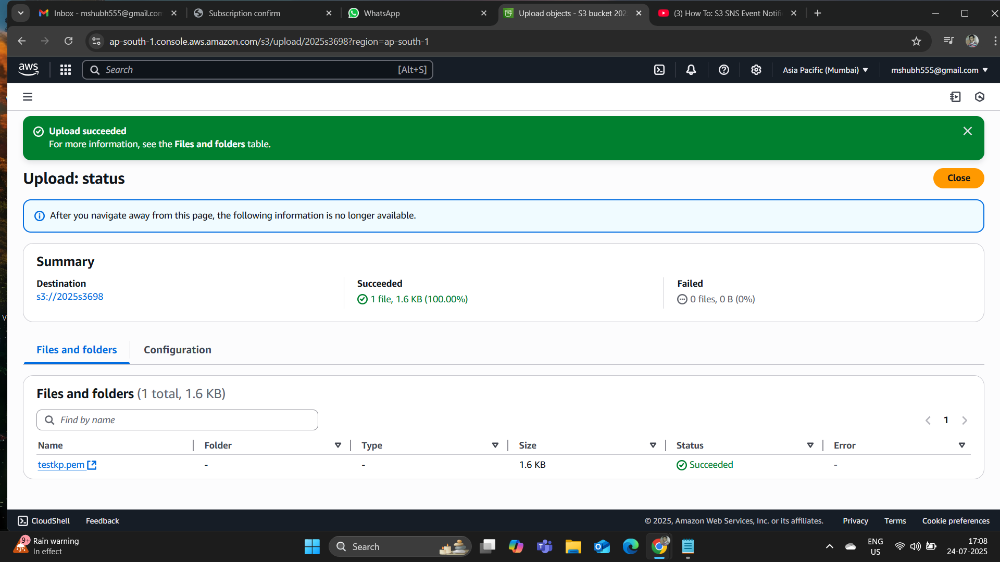 Inbox - mshubh555@gmail.com
Subscription confirm
WhatsApp
Upload objects - S3 bucket 202
(3) How To: S3 SNS Event Notifi
ap-south-1.console.aws.amazon.com/s3/upload/2025s3698?region=ap-south-1
aws
Search
[Alt+S]
Asia Pacific (Mumbai)
mshubh555@gmail.com
Upload succeeded
For more information, see the Files and folders table.
Upload: status
Close
After you navigate away from this page, the following information is no longer available.
Summary
Destination
s3://2025s3698
Succeeded
1 file, 1.6 KB (100.00%)
Failed
0 files, 0 B (0%)
Files and folders
Configuration
Files and folders (1 total, 1.6 KB)
Find by name
1
Name
Folder
Type
Size
Status
Error
testkp.pem
-
-
1.6 KB
Succeeded
-
CloudShell
Feedback
© 2025, Amazon Web Services, Inc. or its affiliates.
Privacy
Terms
Cookie preferences
9+
Rain warning
In effect
Search
ENG
US
17:08
24-07-2025